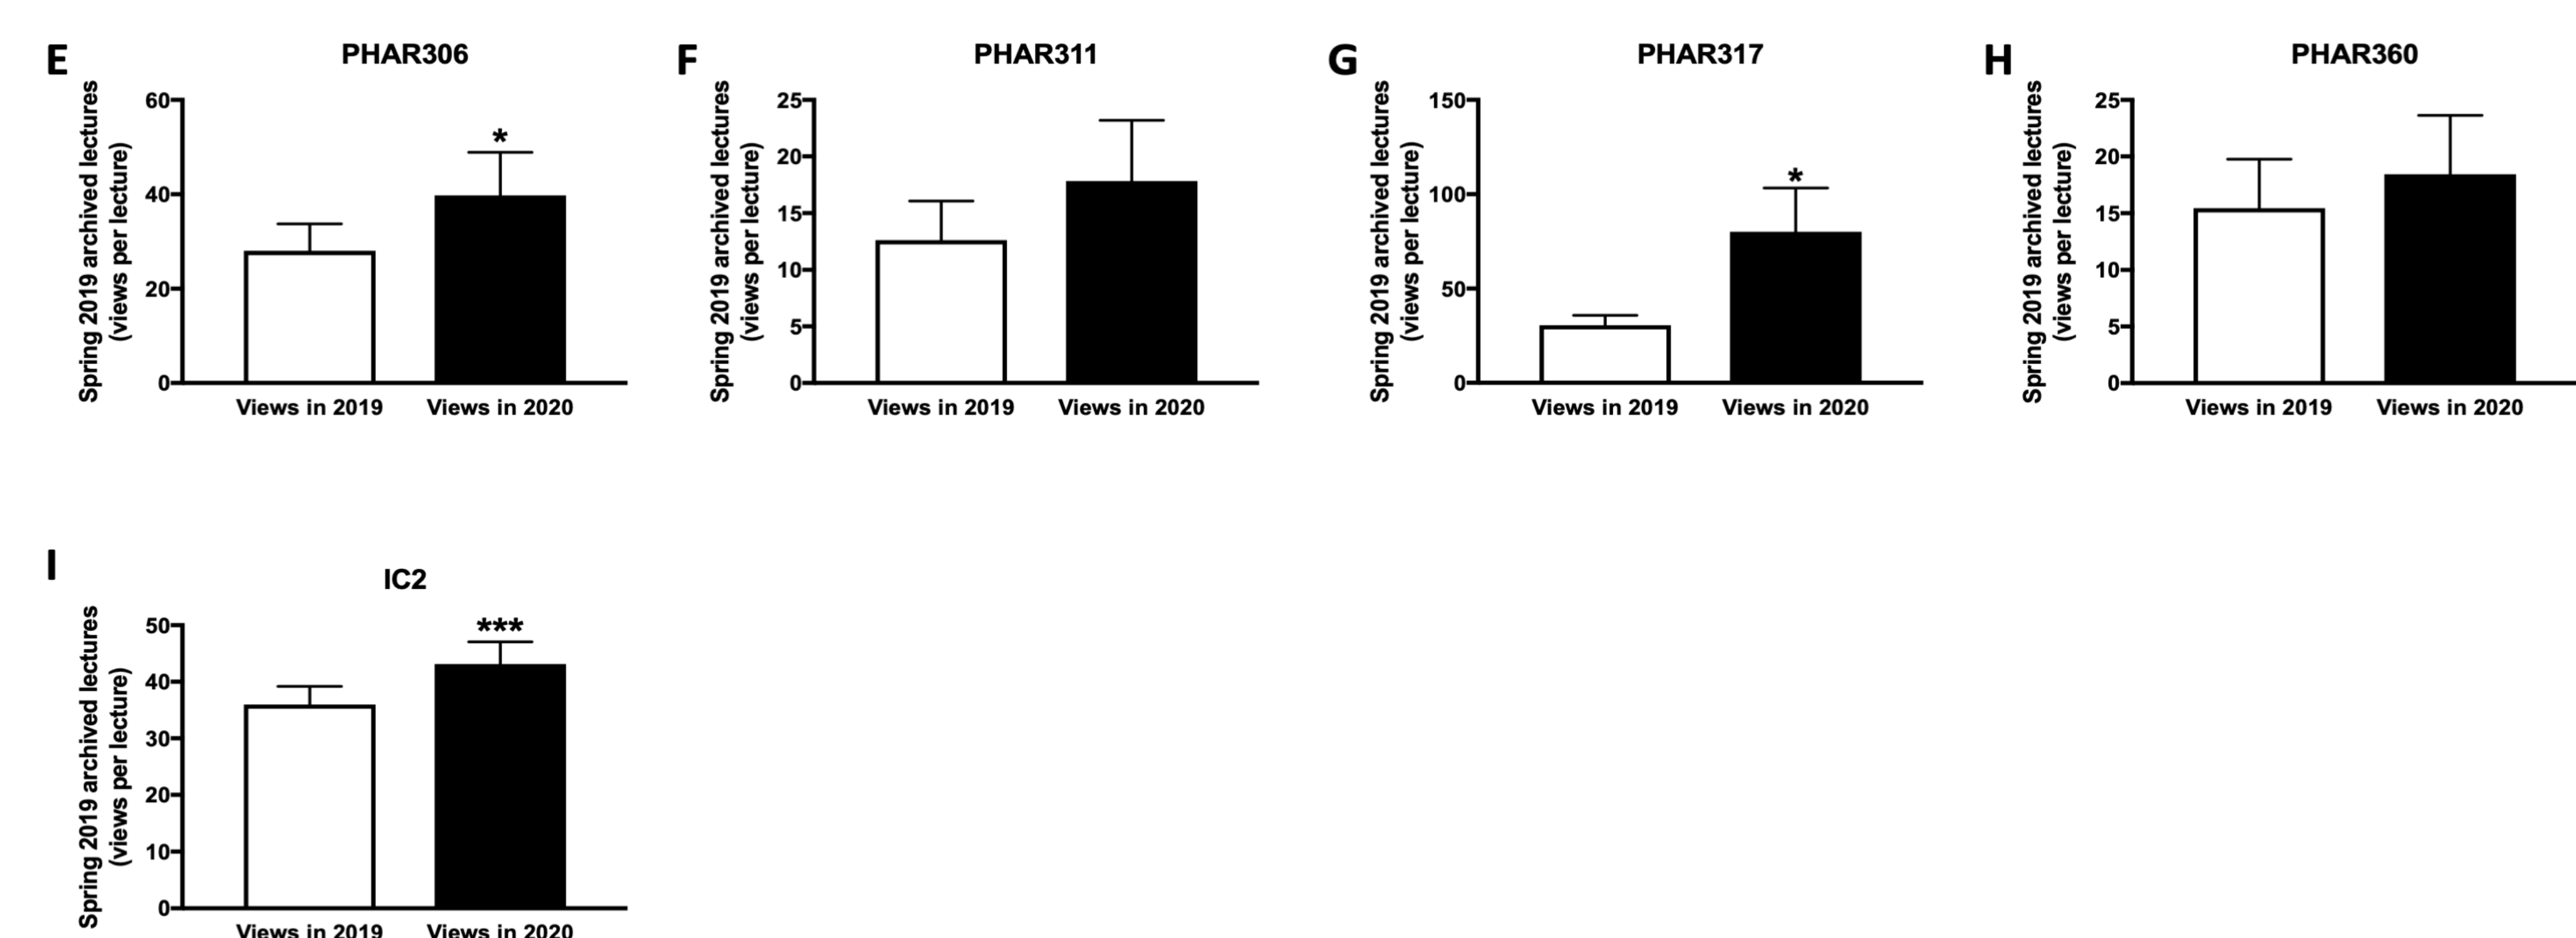 E
PHAR306
Spring 2019 archived lectures
(views per lecture)
60
40
20
0
*
Views in 2019
Views in 2020
F
PHAR311
Spring 2019 archived lectures
(views per lecture)
25
20
15
10
5
0
Views in 2019
Views in 2020
G
PHAR317
Spring 2019 archived lectures
(views per lecture)
150
100
50
0
*
Views in 2019
Views in 2020
H
PHAR360
Spring 2019 archived lectures
(views per lecture)
25
20
15
10
5
0
Views in 2019
Views in 2020
I
IC2
Spring 2019 archived lectures
(views per lecture)
50
40
30
20
10
0
***
Views in 2019
Views in 2020